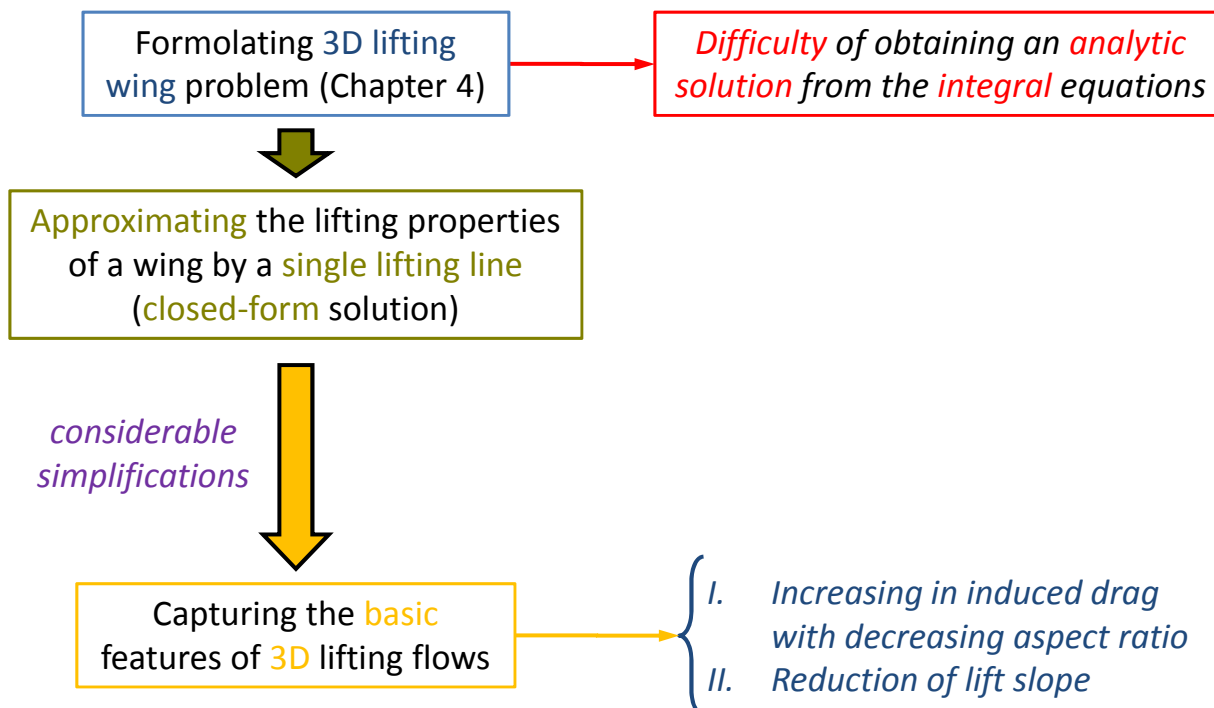 Formolating 3D lifting
wing problem (Chapter 4)
Difficulty of obtaining an analytic
solution from the integral equations
Approximating the lifting properties
of a wing by a single lifting line
(closed-form solution)
considerable
simplifications
Capturing the basic
features of 3D lifting flows
I. Increasing in induced drag
with decreasing aspect ratio
II. Reduction of lift slope